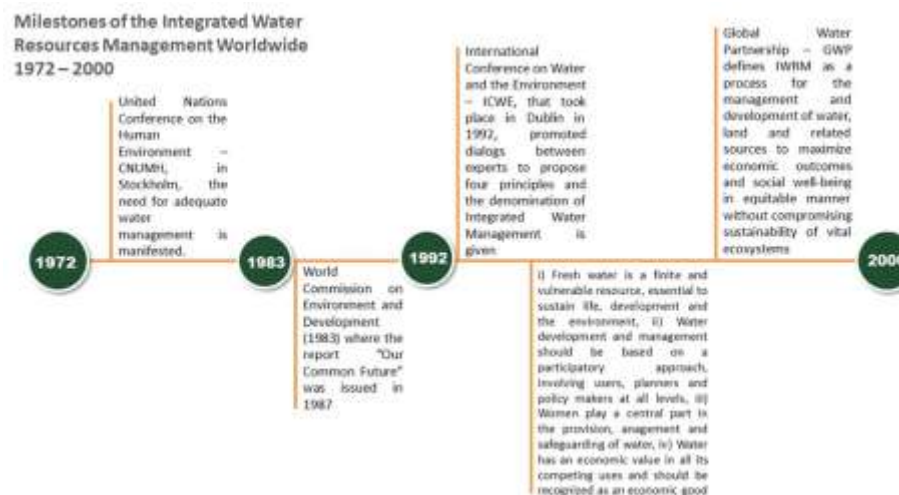 Milestones of the Integrated Water
Resources Management Worldwide
1972 – 2000
1972
United Nations
Conference on the
Human
Environment –
CNUMH, in
Stockholm, the
need for adequate
water
management is
manifested.
1983
World
Commission on
Environment and
Development
(1983) where the
report "Our
Common Future"
was issued in
1987
1992
International
Conference on Water
and the Environment
– ICWE, that took
place in Dublin in
1992, promoted
dialogs between
experts to propose
four principles and
the denomination of
Integrated Water
Management is
given
i) Fresh water is a finite and
vulnerable resource, essential to
sustain life, development and
the environment, ii) Water
development and management
should be based on a
participatory approach,
involving users, planners and
policy makers at all levels, iii)
Women play a central part in
the provision, anagement and
safeguarding of water, iv) Water
has an economic value in all its
competing uses and should be
recognized as an economic good
Global Water
Partnership – GWP
defines IWRM as a
process for the
management and
development of water,
land and related
sources to maximize
economic outcomes
and social well-being
in equitable manner
without compromising
sustainability of vital
ecosystems
2000